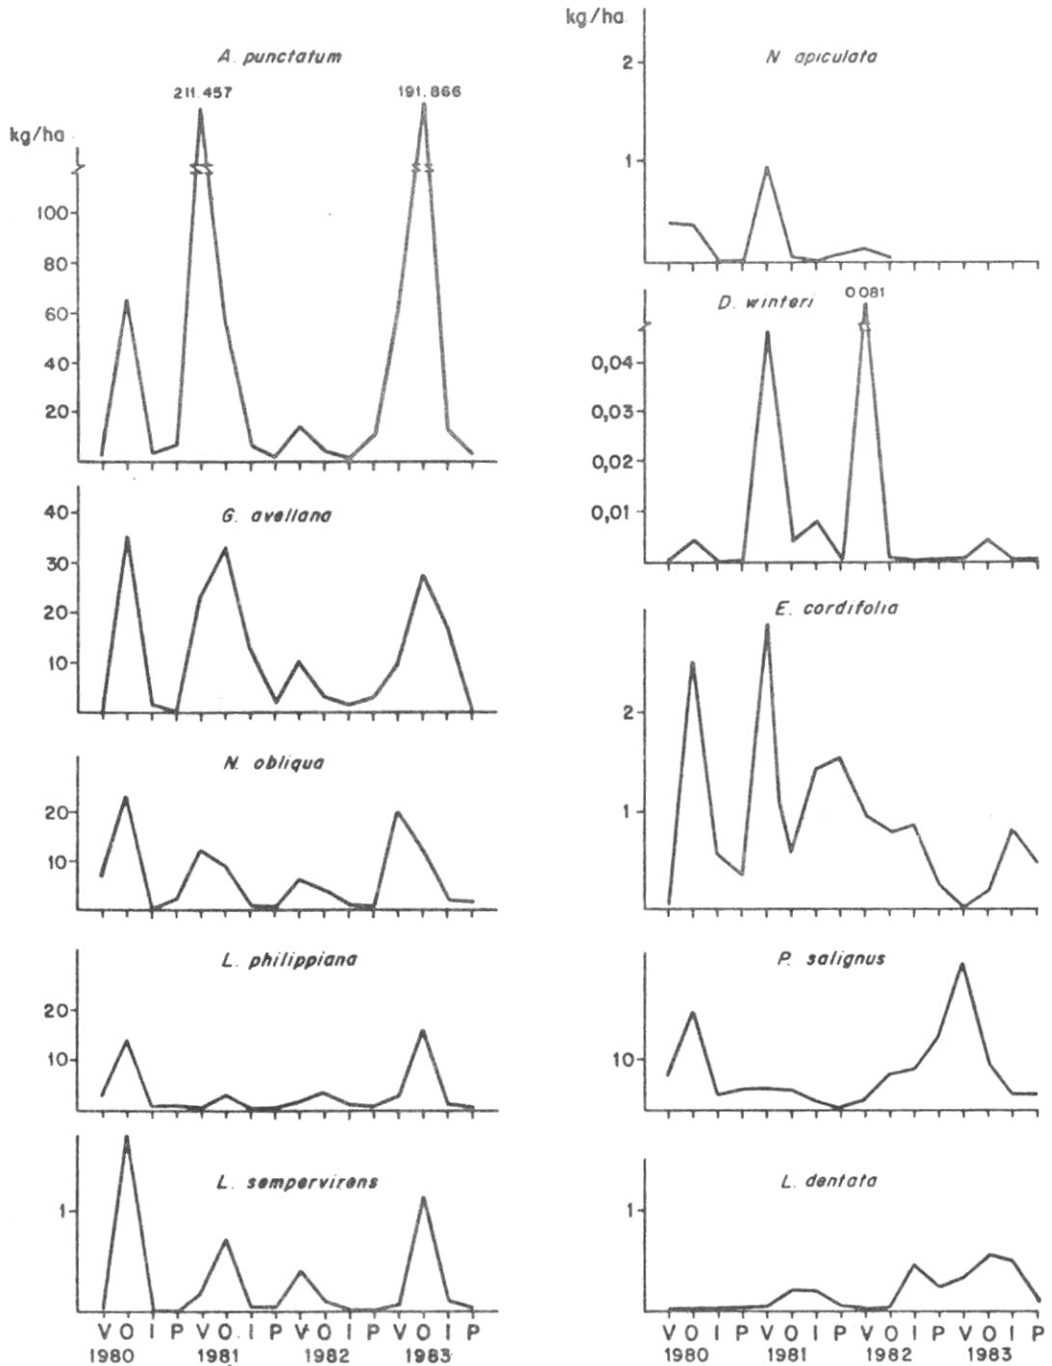 A. punctatum
211.457
191.866
kg/ha
100
80
60
40
20
G. avellana
40
30
20
10
N. obliqua
20
10
L. philippiana
20
10
L. sempervirens
1
V O I P V O I P V O I P V O I P
1980 1981 1982 1983
kg/ha
N. apiculata
2
1
D. winteri
0.081
0,04
0,03
0,02
0,01
E. cordifolia
2
1
P. salignus
10
L. dentata
1
V O I P V O I P V O I P V O I P
1980 1981 1982 1983